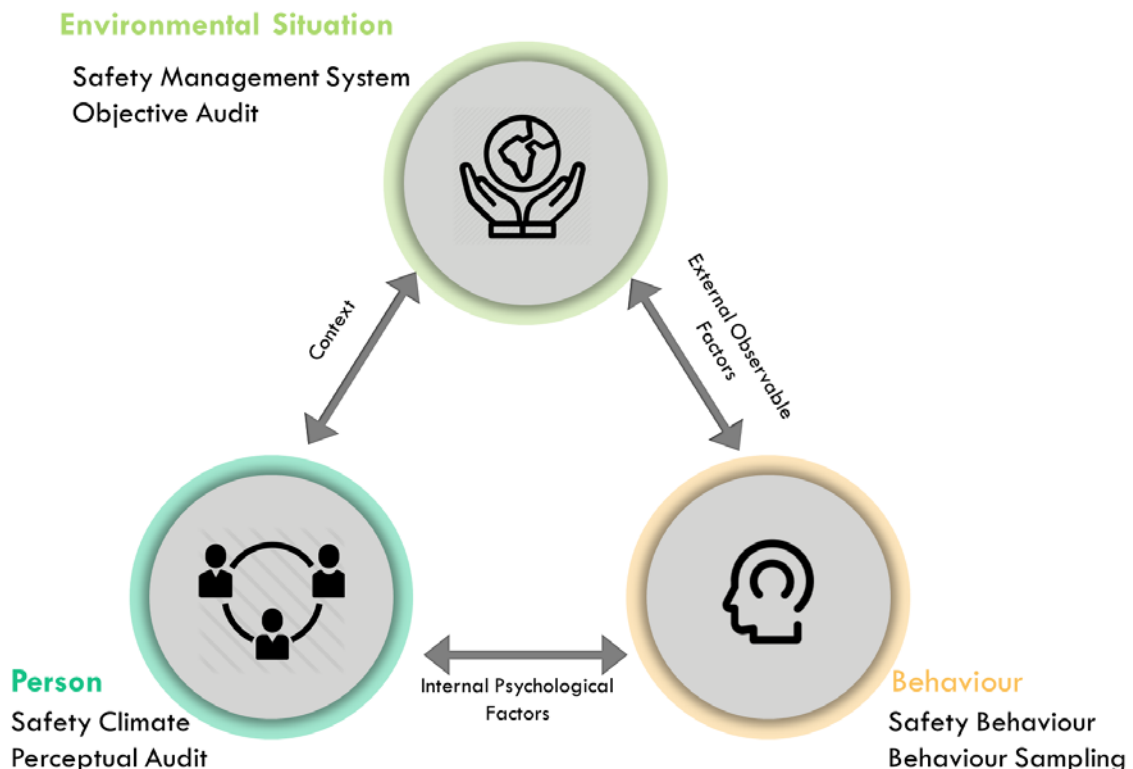 Environmental Situation
Safety Management System
Objective Audit
Context
External Observable
Factors
Person
Safety Climate
Perceptual Audit
Internal Psychological
Factors
Behaviour
Safety Behaviour
Behaviour Sampling